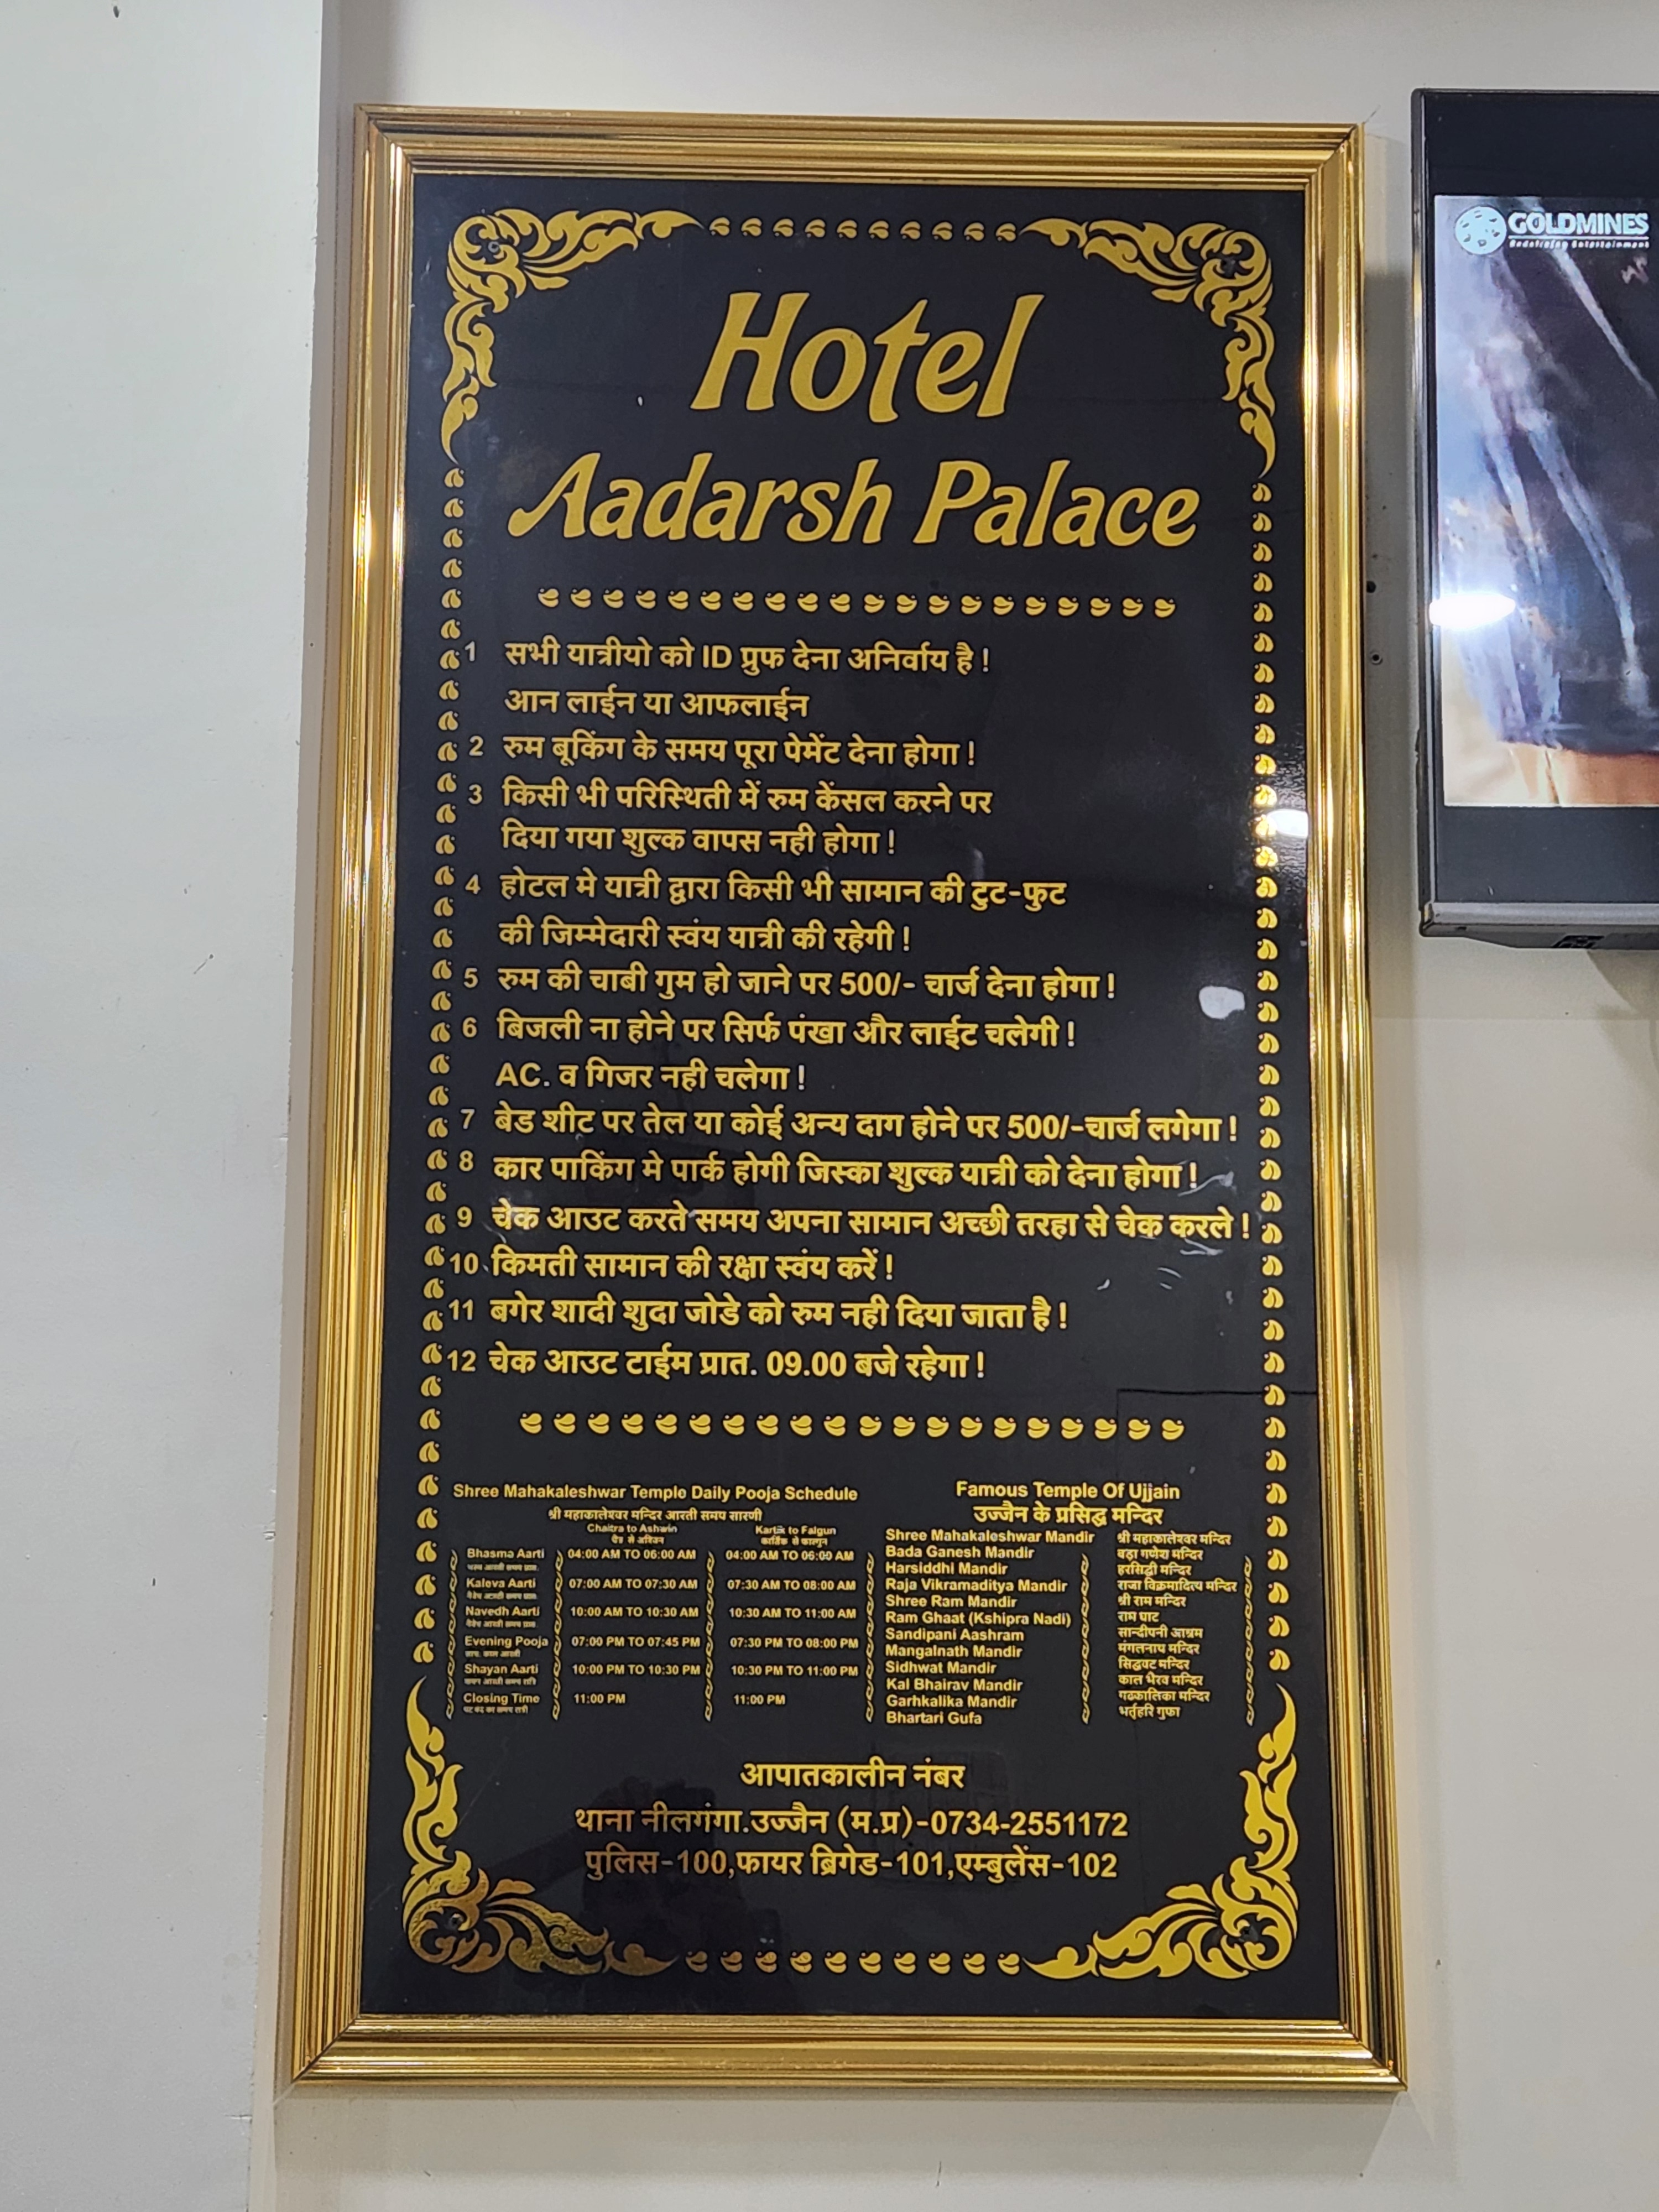 Hotel
Aadarsh Palace
1 सभी यात्रीयो को ID प्रुफ देना अनिर्वाय है !
आन लाईन या आफलाईन
2 रुम बूकिंग के समय पूरा पेमेंट देना होगा !
3 किसी भी परिस्थिती में रुम केंसल करने पर
दिया गया शुल्क वापस नही होगा !
4 होटल मे यात्री द्वारा किसी भी सामान की टुट-फुट
की जिम्मेदारी स्वंय यात्री की रहेगी !
5 रुम की चाबी गुम हो जाने पर 500/- चार्ज देना होगा !
6 बिजली ना होने पर सिर्फ पंखा और लाईट चलेगी !
AC. व गिजर नही चलेगा !
7 बेड शीट पर तेल या कोई अन्य दाग होने पर 500/-चार्ज लगेगा !
8 कार पाकिंग मे पार्क होगी जिस्का शुल्क यात्री को देना होगा !
9 चेक आउट करते समय अपना सामान अच्छी तरहा से चेक करले !
10 किमती सामान की रक्षा स्वंय करें !
11 बगेर शादी शुदा जोडे को रुम नही दिया जाता है !
12 चेक आउट टाईम प्रात. 09.00 बजे रहेगा !
Shree Mahakaleshwar Temple Daily Pooja Schedule
श्री महाकालेश्वर मन्दिर आरती समय सारणी
Chaitra to Ashwin Kartik to Falgun
Bhasma Aarti 04:00 AM TO 06:00 AM 04:00 AM TO 06:00 AM
Kaleva Aarti 07:00 AM TO 07:30 AM 07:30 AM TO 08:00 AM
Navedh Aarti 10:00 AM TO 10:30 AM 10:30 AM TO 11:00 AM
Evening Pooja 07:00 PM TO 07:45 PM 07:30 PM TO 08:00 PM
Shayan Aarti 10:00 PM TO 10:30 PM 10:30 PM TO 11:00 PM
Closing Time 11:00 PM 11:00 PM
Famous Temple Of Ujjain
उज्जैन के प्रसिद्ध मन्दिर
Shree Mahakaleshwar Mandir श्री महाकालेश्वर मन्दिर
Bada Ganesh Mandir बड़ा गणेश मन्दिर
Harsiddhi Mandir हरसिद्धी मन्दिर
Raja Vikramaditya Mandir राजा विक्रमादित्य मन्दिर
Shree Ram Mandir श्री राम मन्दिर
Ram Ghaat (Kshipra Nadi) राम घाट
Sandipani Aashram सान्दीपनी आश्रम
Mangalnath Mandir मंगलनाथ मन्दिर
Sidhwat Mandir सिद्धवट मन्दिर
Kal Bhairav Mandir काल भैरव मन्दिर
Garhkalika Mandir गढकालिका मन्दिर
Bhartari Gufa भर्तृहरि गुफा
आपातकालीन नंबर
थाना नीलगंगा.उज्जैन (म.प्र)-0734-2551172
पुलिस-100,फायर ब्रिगेड-101,एम्बुलेंस-102
GOLDMINES
Redefining Entertainment